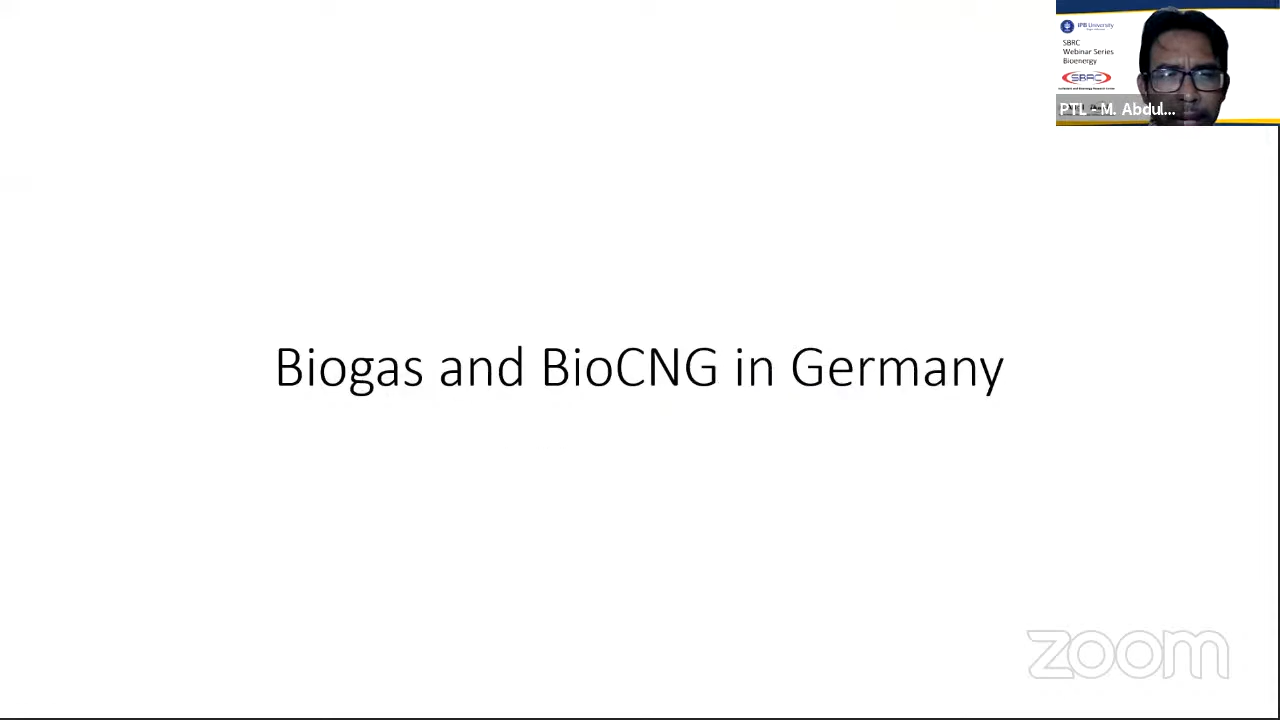 IPB University
SBRC
Webinar Series
Bioenergy
SBRC
PTL - M. Abdul...
Biogas and BioCNG in Germany
zoom